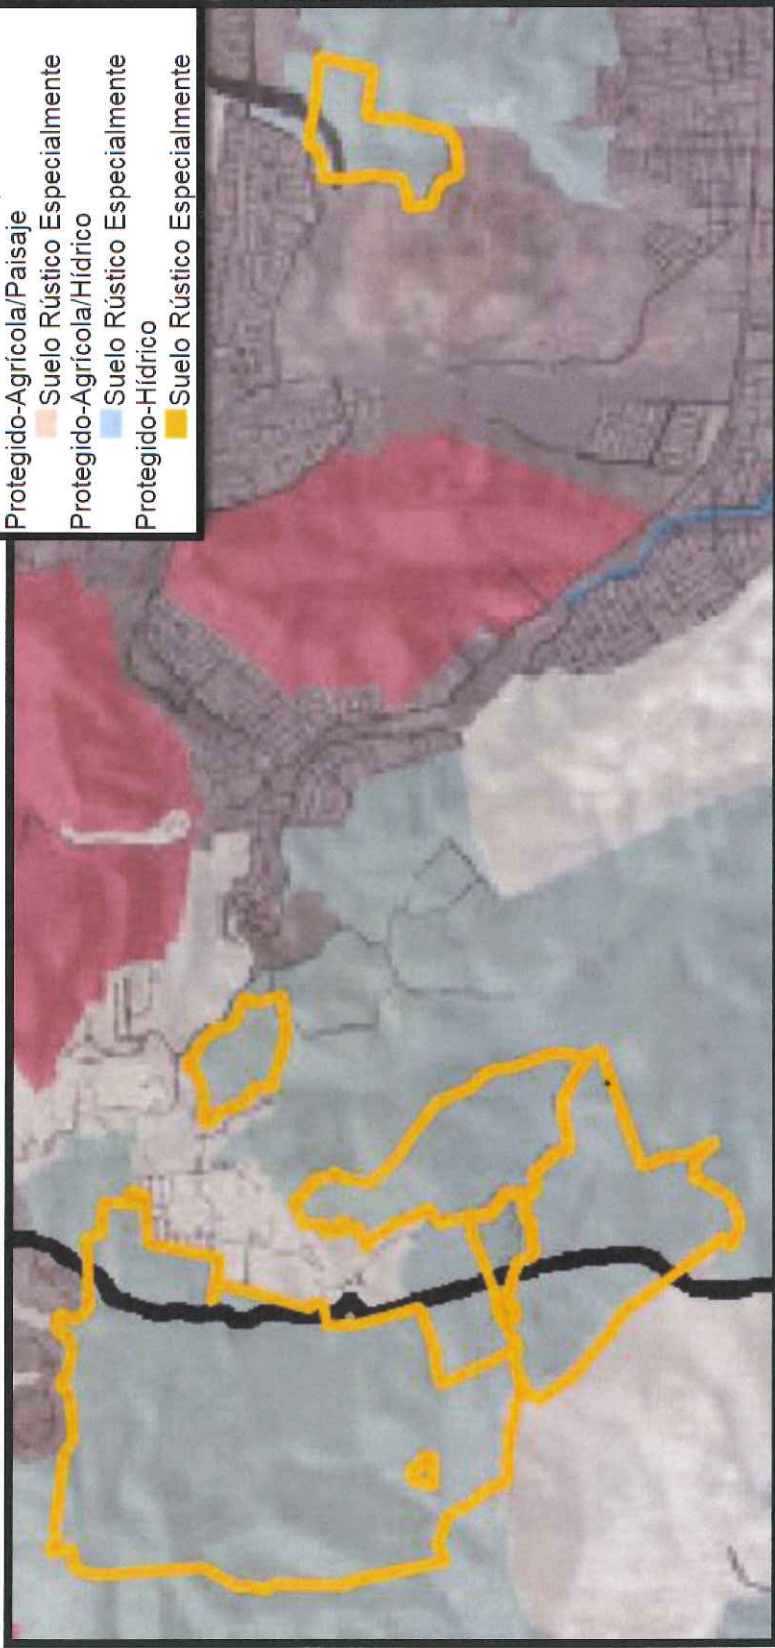 Protegido-Agrícola/Paisaje
Suelo Rústico Especialmente
Protegido-Agrícola/Hídrico
Suelo Rústico Especialmente
Protegido-Hídrico
Suelo Rústico Especialmente